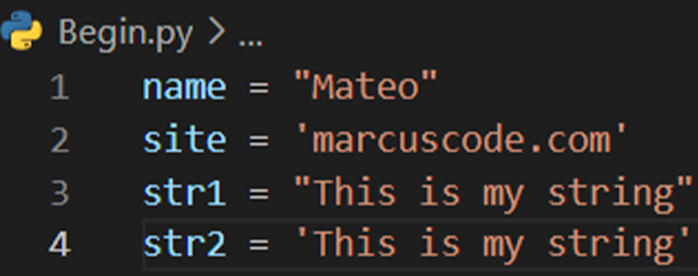 Begin.py > ...
1 name = "Mateo"
2 site = 'marcuscode.com'
3 str1 = "This is my string"
4 str2 = 'This is my string'